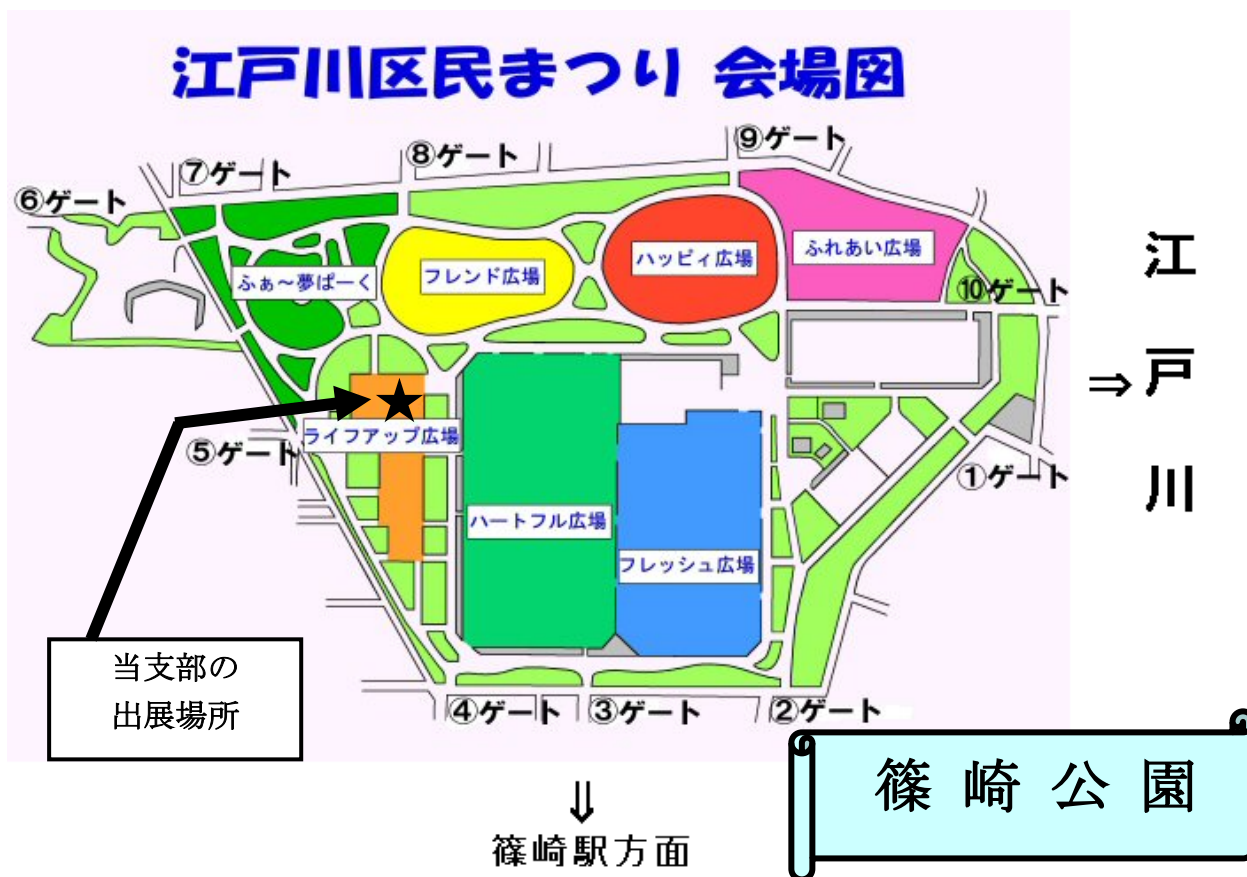 江戸川区民まつり 会場図
⑨ゲート
⑧ゲート
⑦ゲート
⑥ゲート
ふれあい広場
ハッピィ広場
フレンド広場
ふぁ～夢ぱーく
⑩ゲート
江戸川
⇒
★
ライフアップ広場
⑤ゲート
①ゲート
ハートフル広場
フレッシュ広場
当支部の
出展場所
④ゲート
③ゲート
②ゲート
篠崎公園
⇓
篠崎駅方面